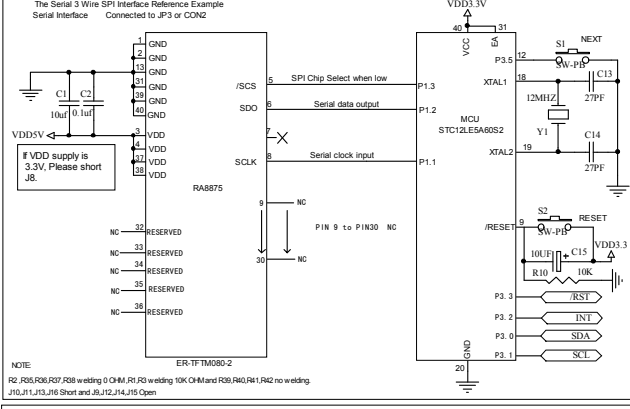 The Serial 3 Wire SPI Interface Reference Example
Serial Interface Connected to JP3 or CON2
VDD3.3V
1 GND
2 GND
13 GND
31 GND
39 GND
40 GND
C1 C2
10uf 0.1uf
VDD5V
3 VDD
4 VDD
37 VDD
38 VDD
If VDD supply is
3.3V, Please short
J8.
/SCS 5 SPI Chip Select when low P1.3
SDO 6 Serial data output P1.2
7
SCLK 8 Serial clock input P1.1
RA8875
9 NC
PIN 9 to PIN30 NC
30 NC
NC 32 RESERVED
NC 33 RESERVED
NC 34 RESERVED
NC 35 RESERVED
NC 36 RESERVED
ER-TFTM080-2
40 31
VCC EA
MCU
STC12LE5A60S2
P3.5 12 S1 NEXT
SW-PB
XTAL1 18 C13
27PF
12MHZ
Y1
XTAL2 19 C14
27PF
/RESET 9 S2 RESET
SW-PB
10UF + C15 VDD3.3
R10 10K
P3.3 /RST
P3.2 INT
P3.0 SDA
P3.1 SCL
GND
20
NOTE:
R2 ,R35,R36,R37,R38 welding 0 OHM ,R1,R3 welding 10K OHM and R39,R40,R41,R42 no welding.
J10,J11,J13,J16 Short and J9,J12,J14,J15 Open